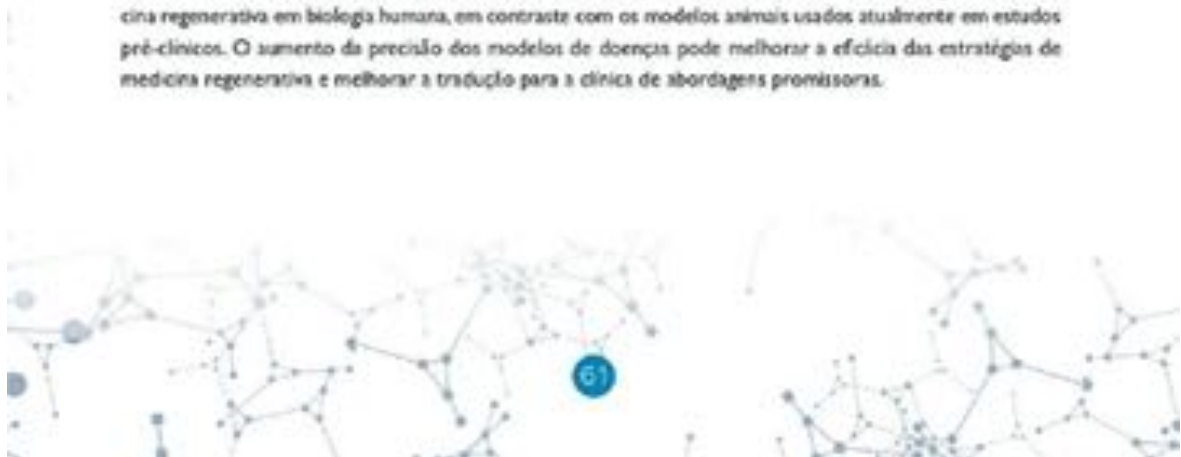 cina regenerativa em biologia humana, em contraste com os modelos animais usados atualmente em estudos
pré-clínicos. O aumento da precisão dos modelos de doenças pode melhorar a eficácia das estratégias de
medicina regenerativa e melhorar a tradução para a clínica de abordagens promissoras.
61